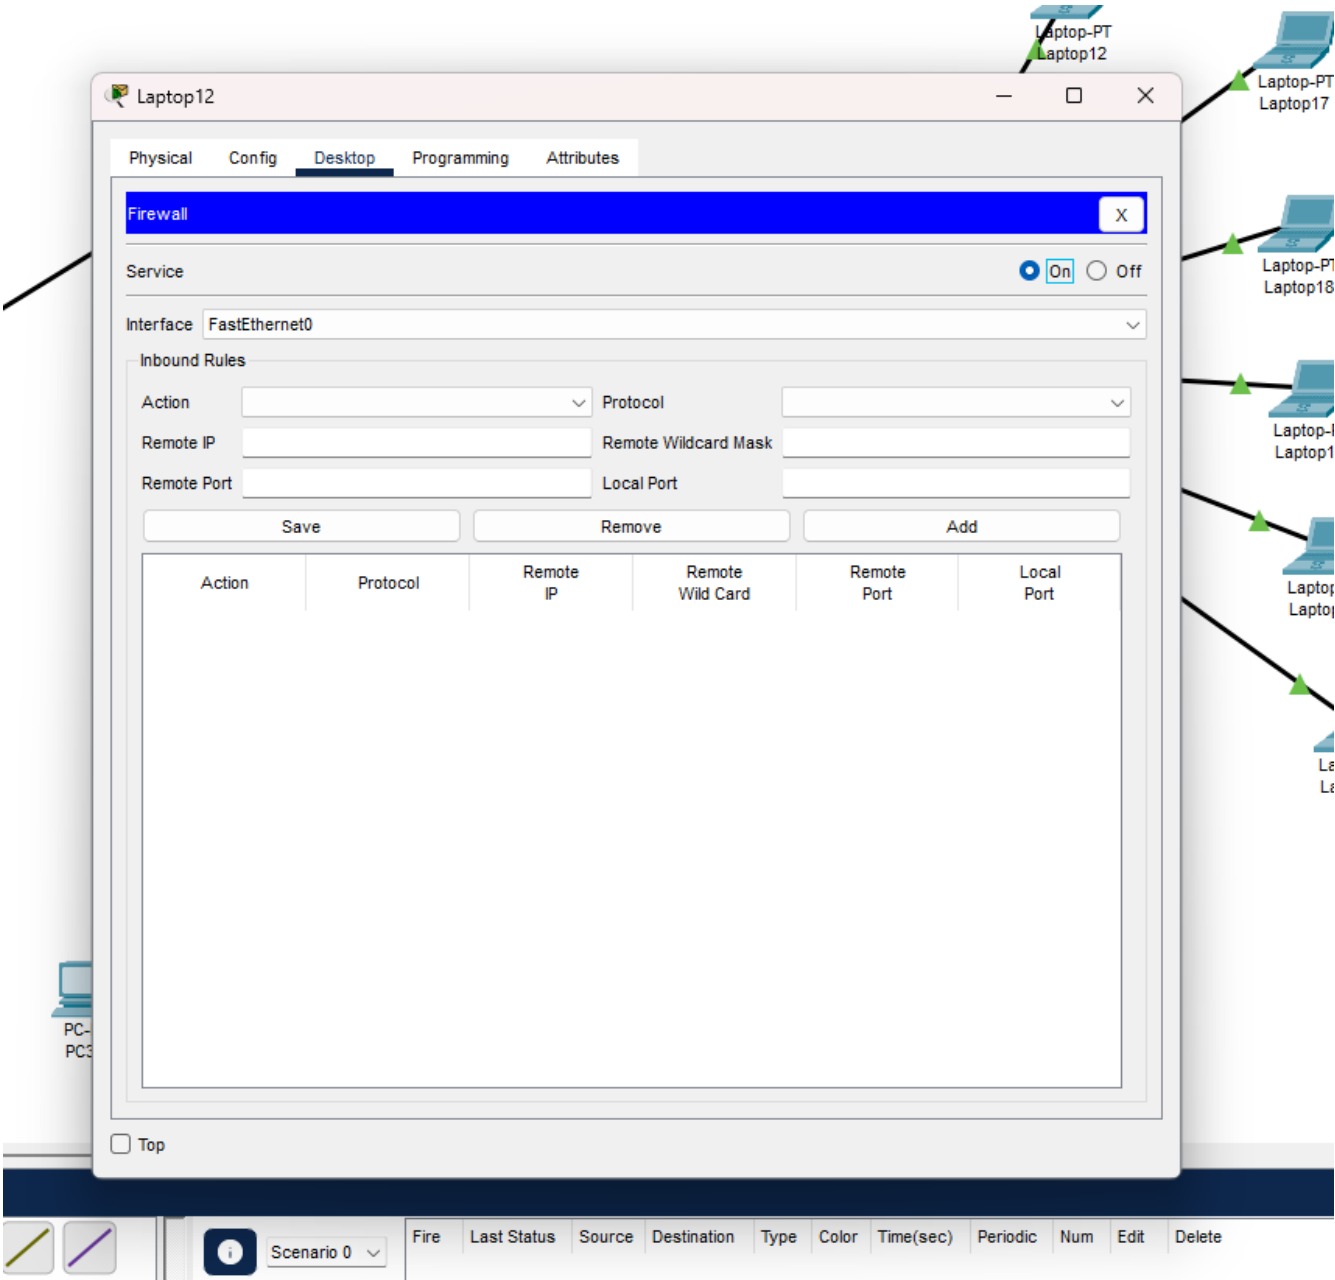 Laptop-PT
Laptop12
Laptop-PT
Laptop17
Laptop12
Physical Config Desktop Programming Attributes
Firewall X
Service On Off
Laptop-PT
Laptop18
Interface FastEthernet0
Inbound Rules
Action Protocol
Remote IP Remote Wildcard Mask
Remote Port Local Port
Save Remove Add
Action Protocol Remote IP Remote Wild Card Remote Port Local Port
PC-
PC3
Top
Scenario 0
Fire Last Status Source Destination Type Color Time(sec) Periodic Num Edit Delete